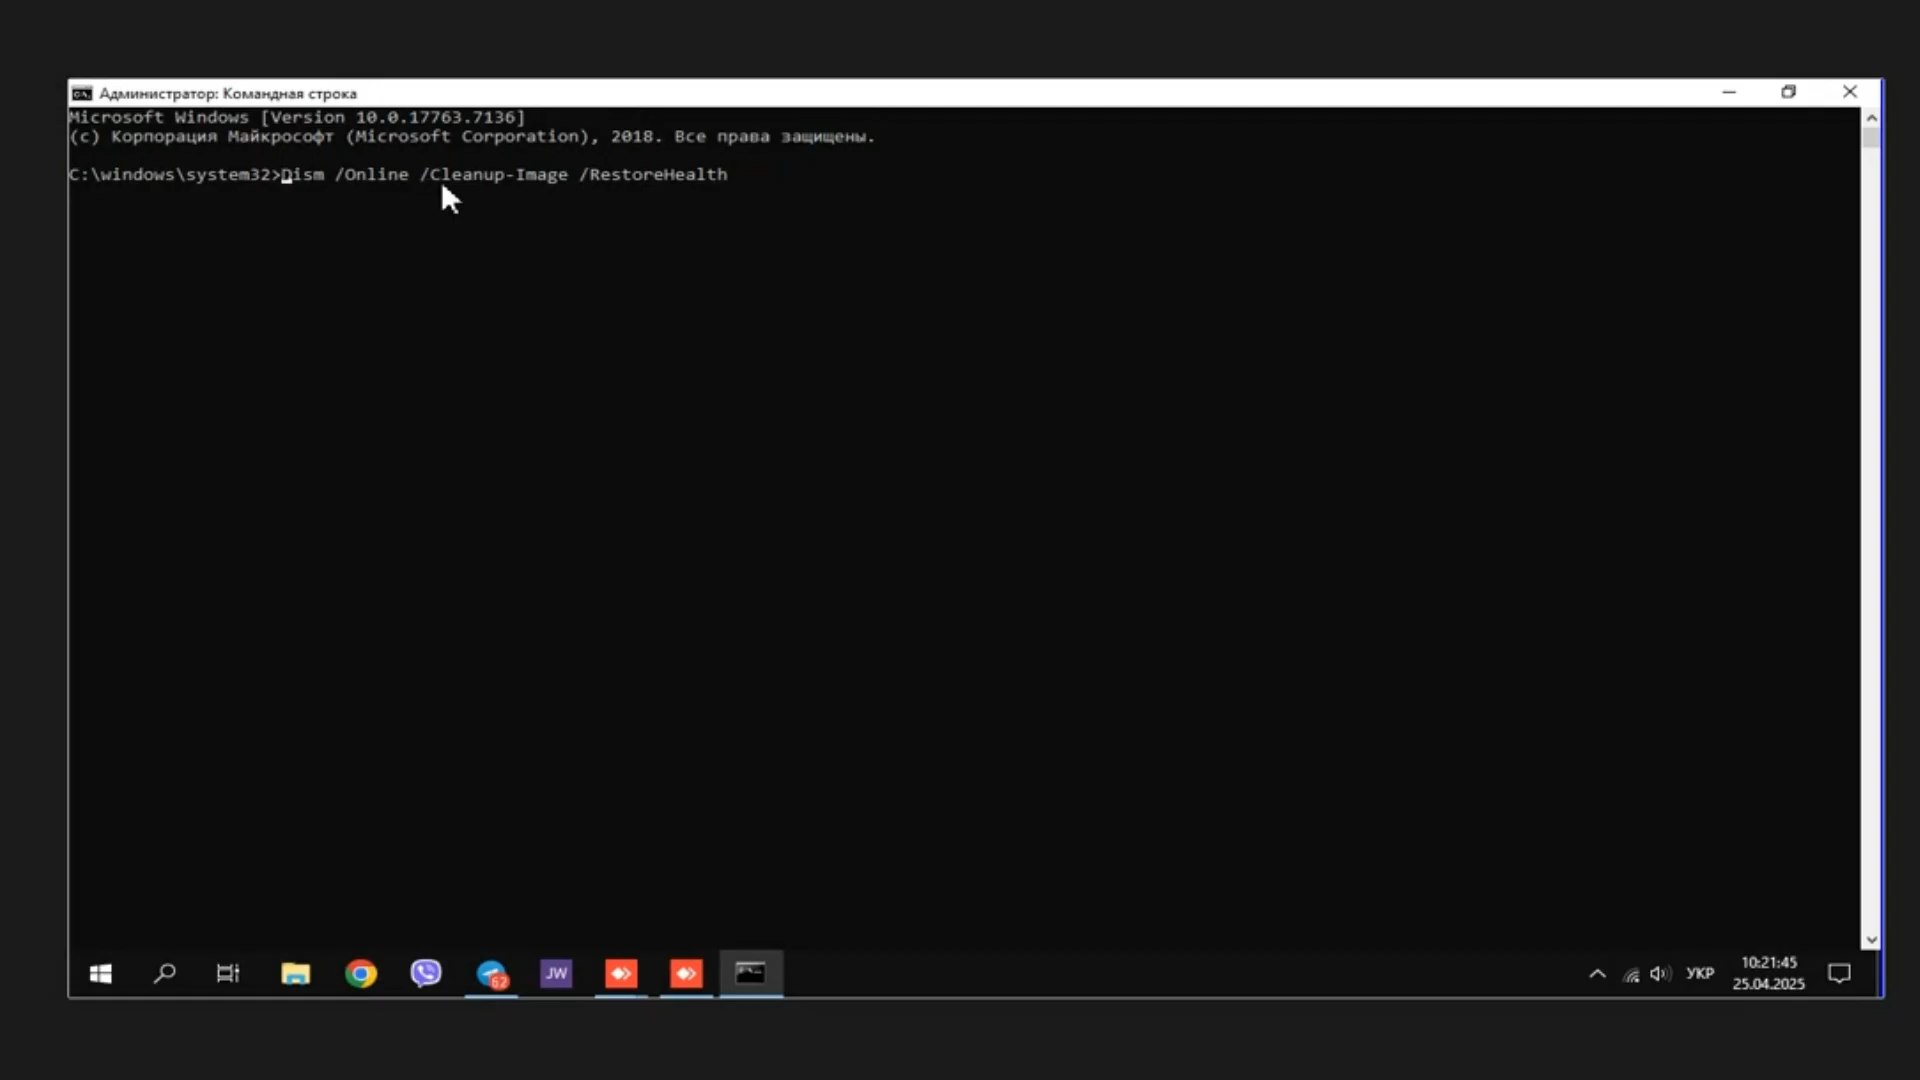 Администратор: Командная строка
Microsoft Windows [Version 10.0.17763.7136]
(c) Корпорация Майкрософт (Microsoft Corporation), 2018. Все права защищены.
C:\windows\system32>Dism /Online /Cleanup-Image /RestoreHealth
62
JW
УКР
10:21:45
25.04.2025